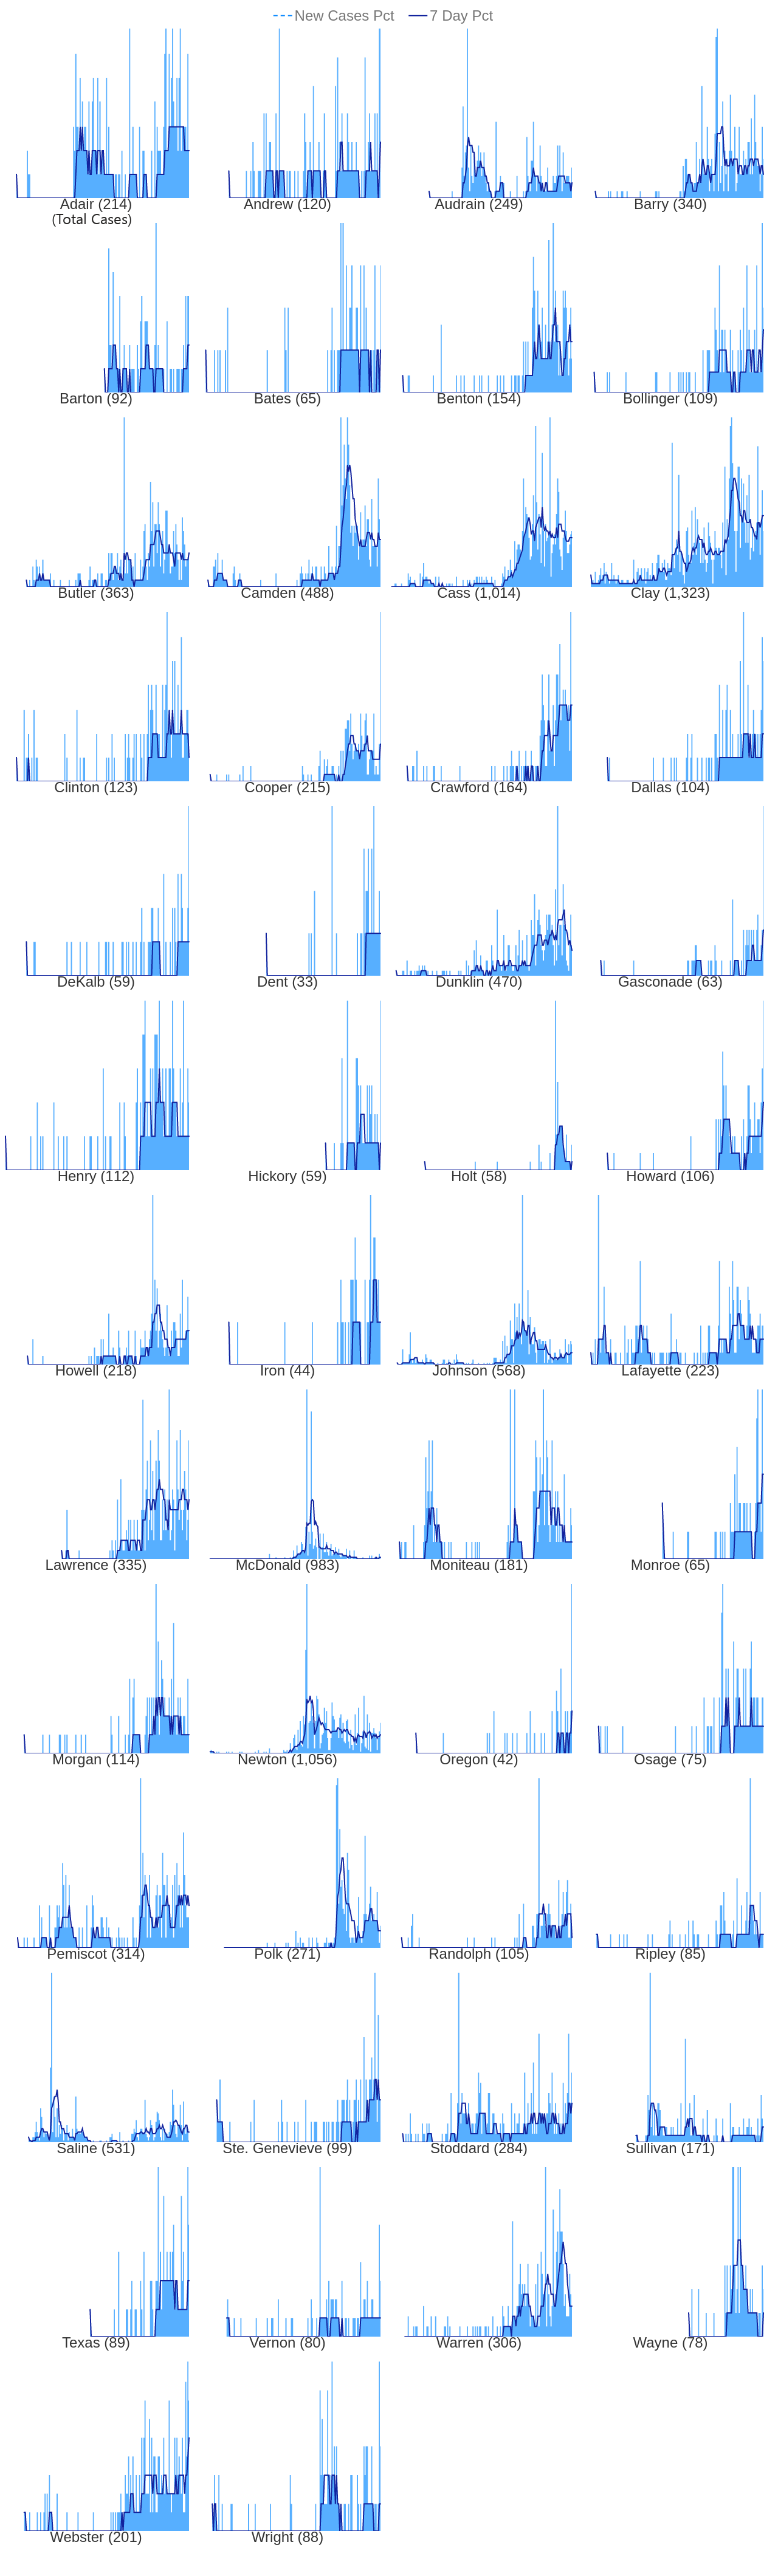 New Cases Pct 7 Day Pct
Adair (214) Andrew (120) Audrain (249) Barry (340)
(Total Cases)
Barton (92) Bates (65) Benton (154) Bollinger (109)
Butler (363) Camden (488) Cass (1,014) Clay (1,323)
Clinton (123) Cooper (215) Crawford (164) Dallas (104)
DeKalb (59) Dent (33) Dunklin (470) Gasconade (63)
Henry (112) Hickory (59) Holt (58) Howard (106)
Howell (218) Iron (44) Johnson (568) Lafayette (223)
Lawrence (335) McDonald (983) Moniteau (181) Monroe (65)
Morgan (114) Newton (1,056) Oregon (42) Osage (75)
Pemiscot (314) Polk (271) Randolph (105) Ripley (85)
Saline (531) Ste. Genevieve (99) Stoddard (284) Sullivan (171)
Texas (89) Vernon (80) Warren (306) Wayne (78)
Webster (201) Wright (88)